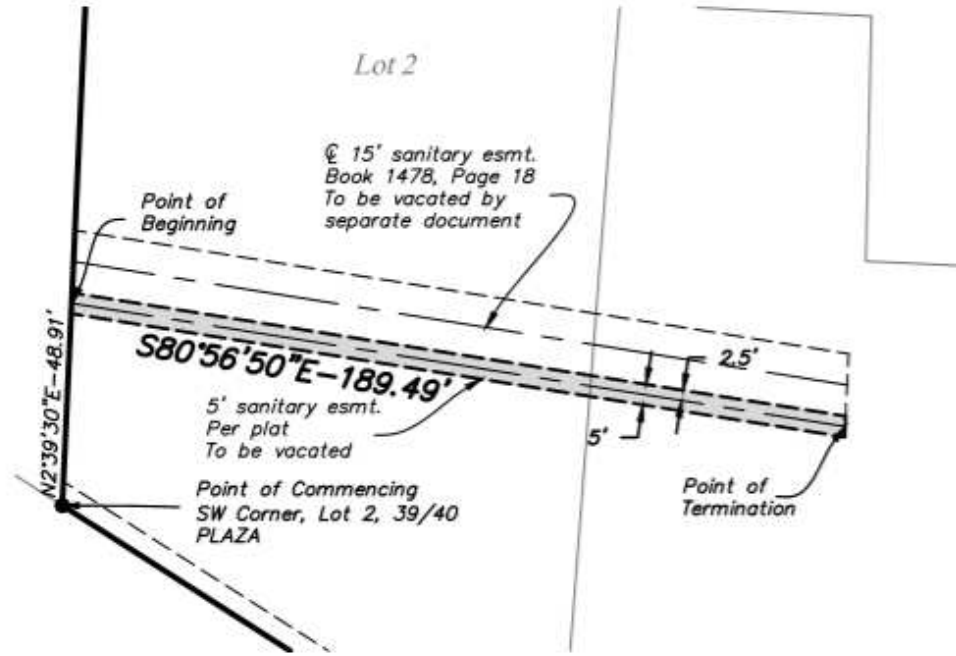 Lot 2
℄ 15' sanitary esmt.
Book 1478, Page 18
To be vacated by
separate document
Point of
Beginning
S80°56'50"E-189.49'
2.5'
5'
5' sanitary esmt.
Per plat
To be vacated
N2°39'30"E-48.91'
Point of Commencing
SW Corner, Lot 2, 39/40
PLAZA
Point of
Termination